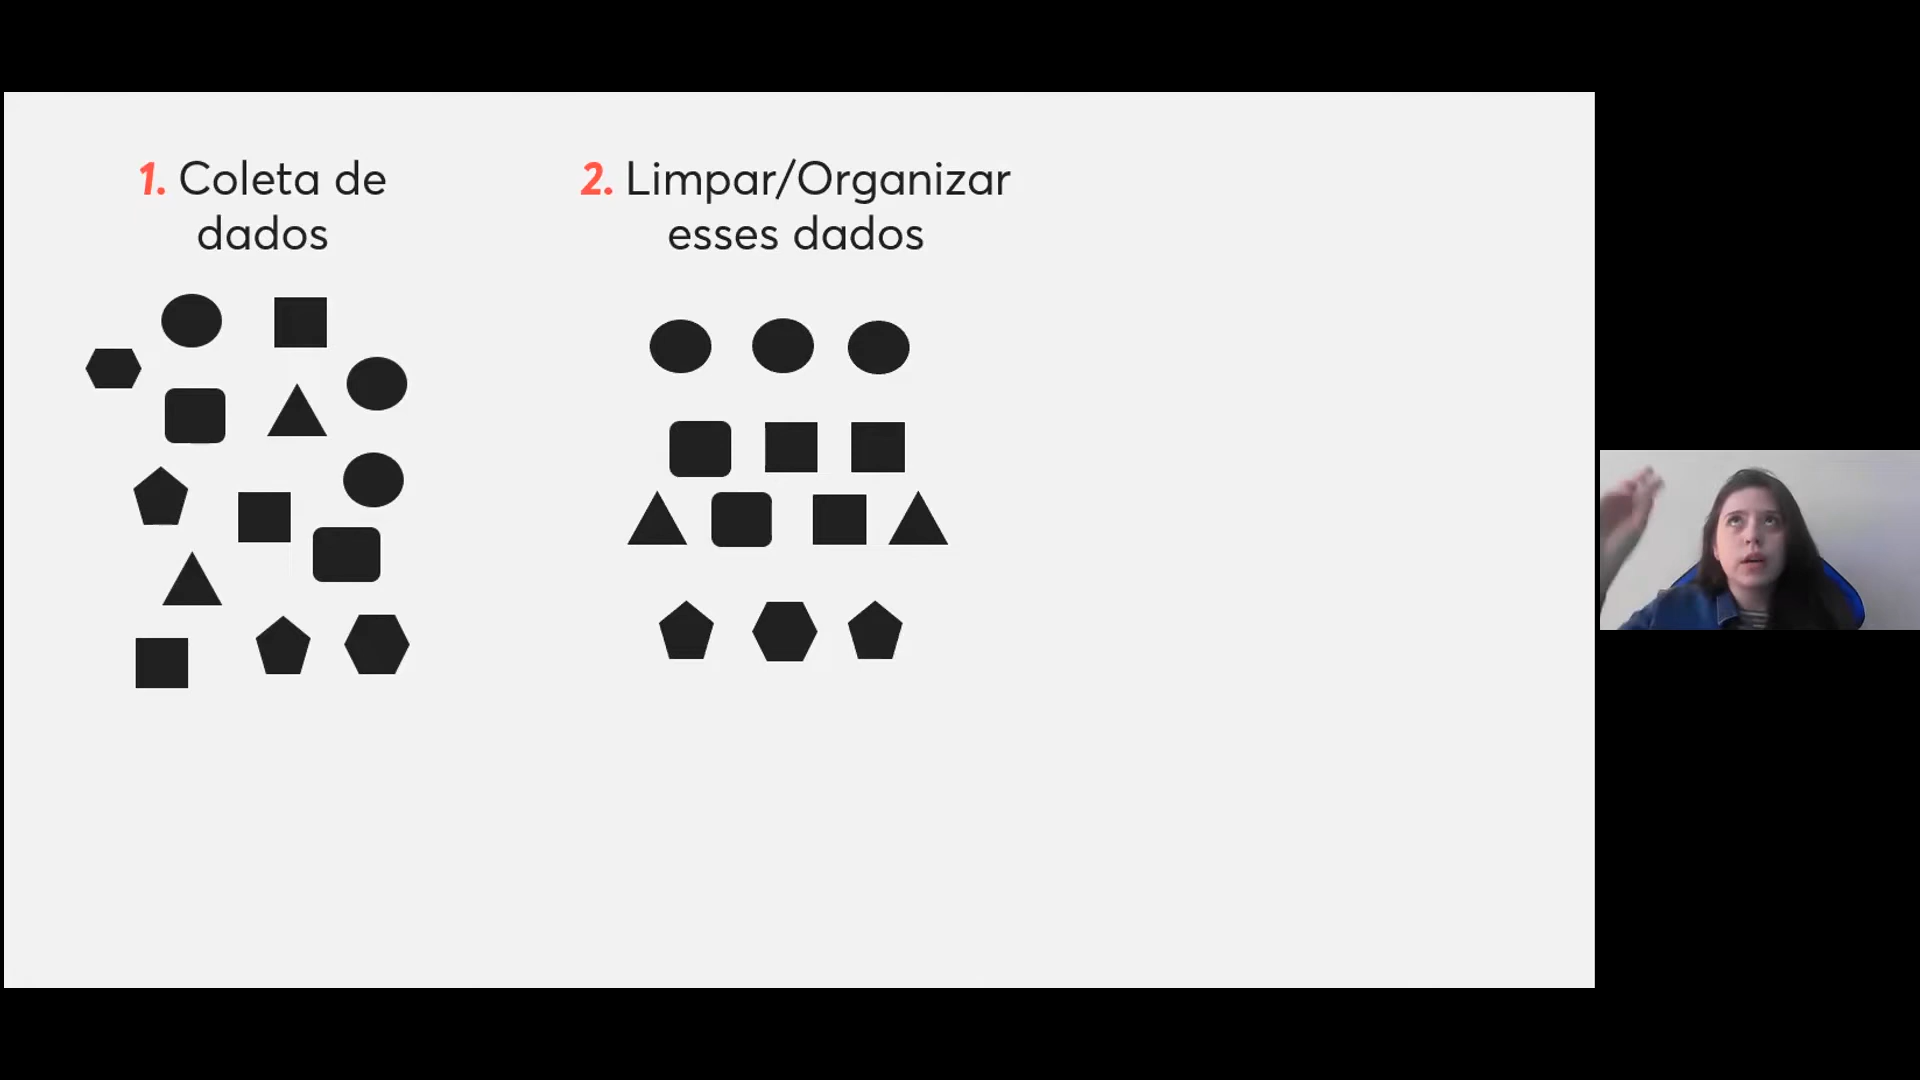 1. Coleta de
dados
2. Limpar/Organizar
esses dados